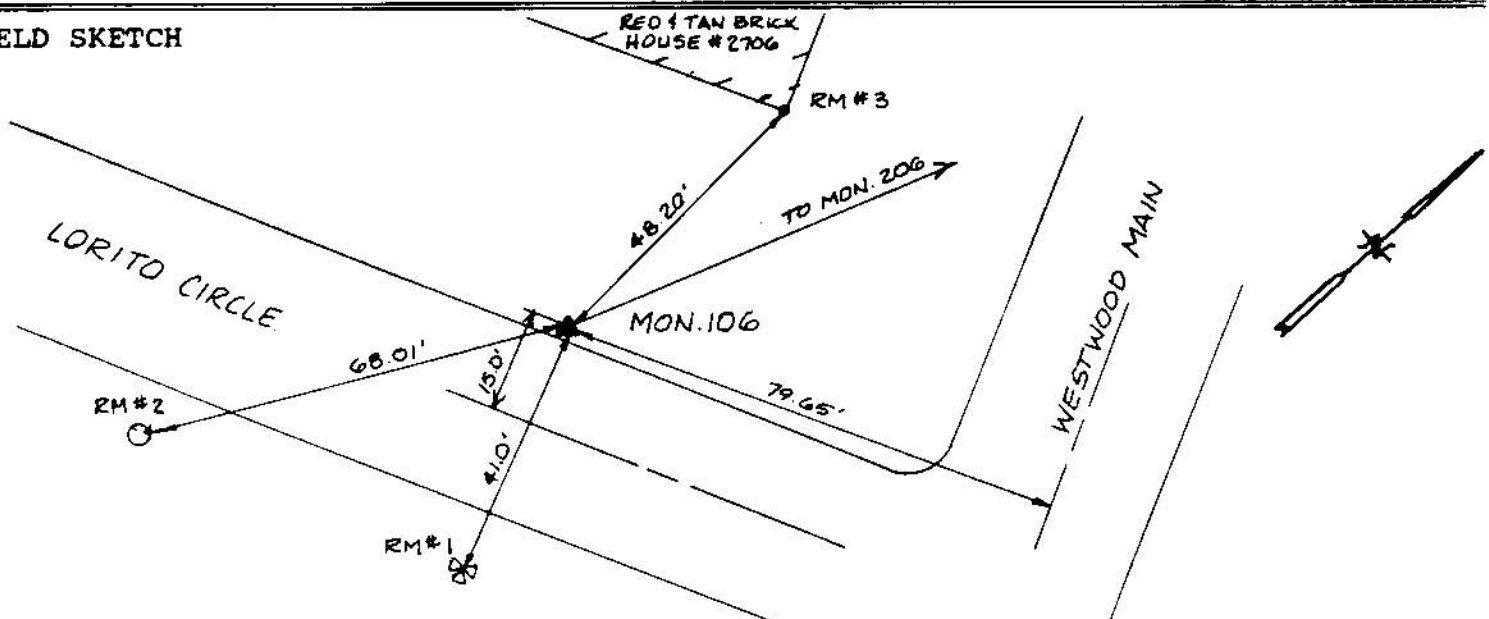 ELD SKETCH
RED & TAN BRICK
HOUSE #2706
RM #3
48.20'
TO MON. 206
WESTWOOD MAIN
LORITO CIRCLE
MON. 106
68.01'
15.0'
79.65'
RM #2
41.0'
RM #1